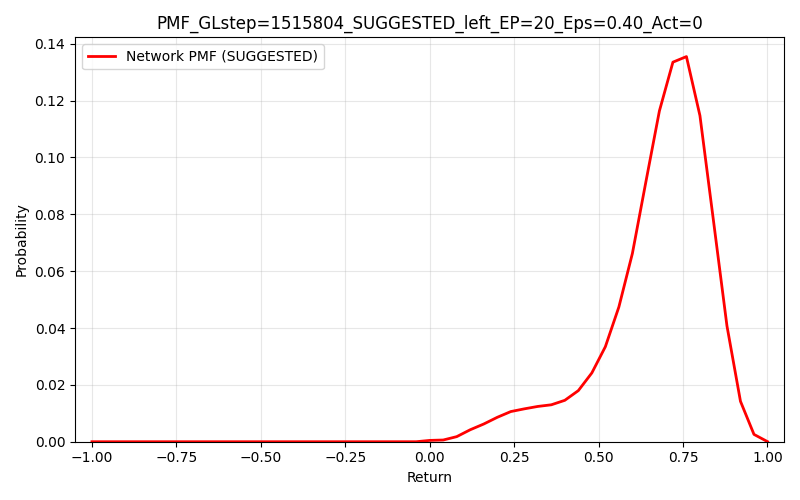 PMF_GLstep=1515804_SUGGESTED_left_EP=20_Eps=0.40_Act=0
Network PMF (SUGGESTED)
Probability
0.14
0.12
0.10
0.08
0.06
0.04
0.02
0.00
−1.00 −0.75 −0.50 −0.25 0.00 0.25 0.50 0.75 1.00
Return